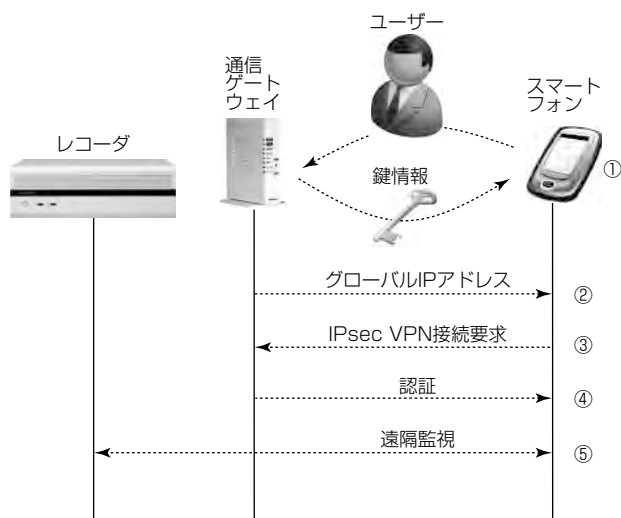 ユーザー
通信
ゲート
ウェイ
スマート
フォン
レコーダ
鍵情報
①
グローバルIPアドレス
②
IPsec VPN接続要求
③
認証
④
遠隔監視
⑤